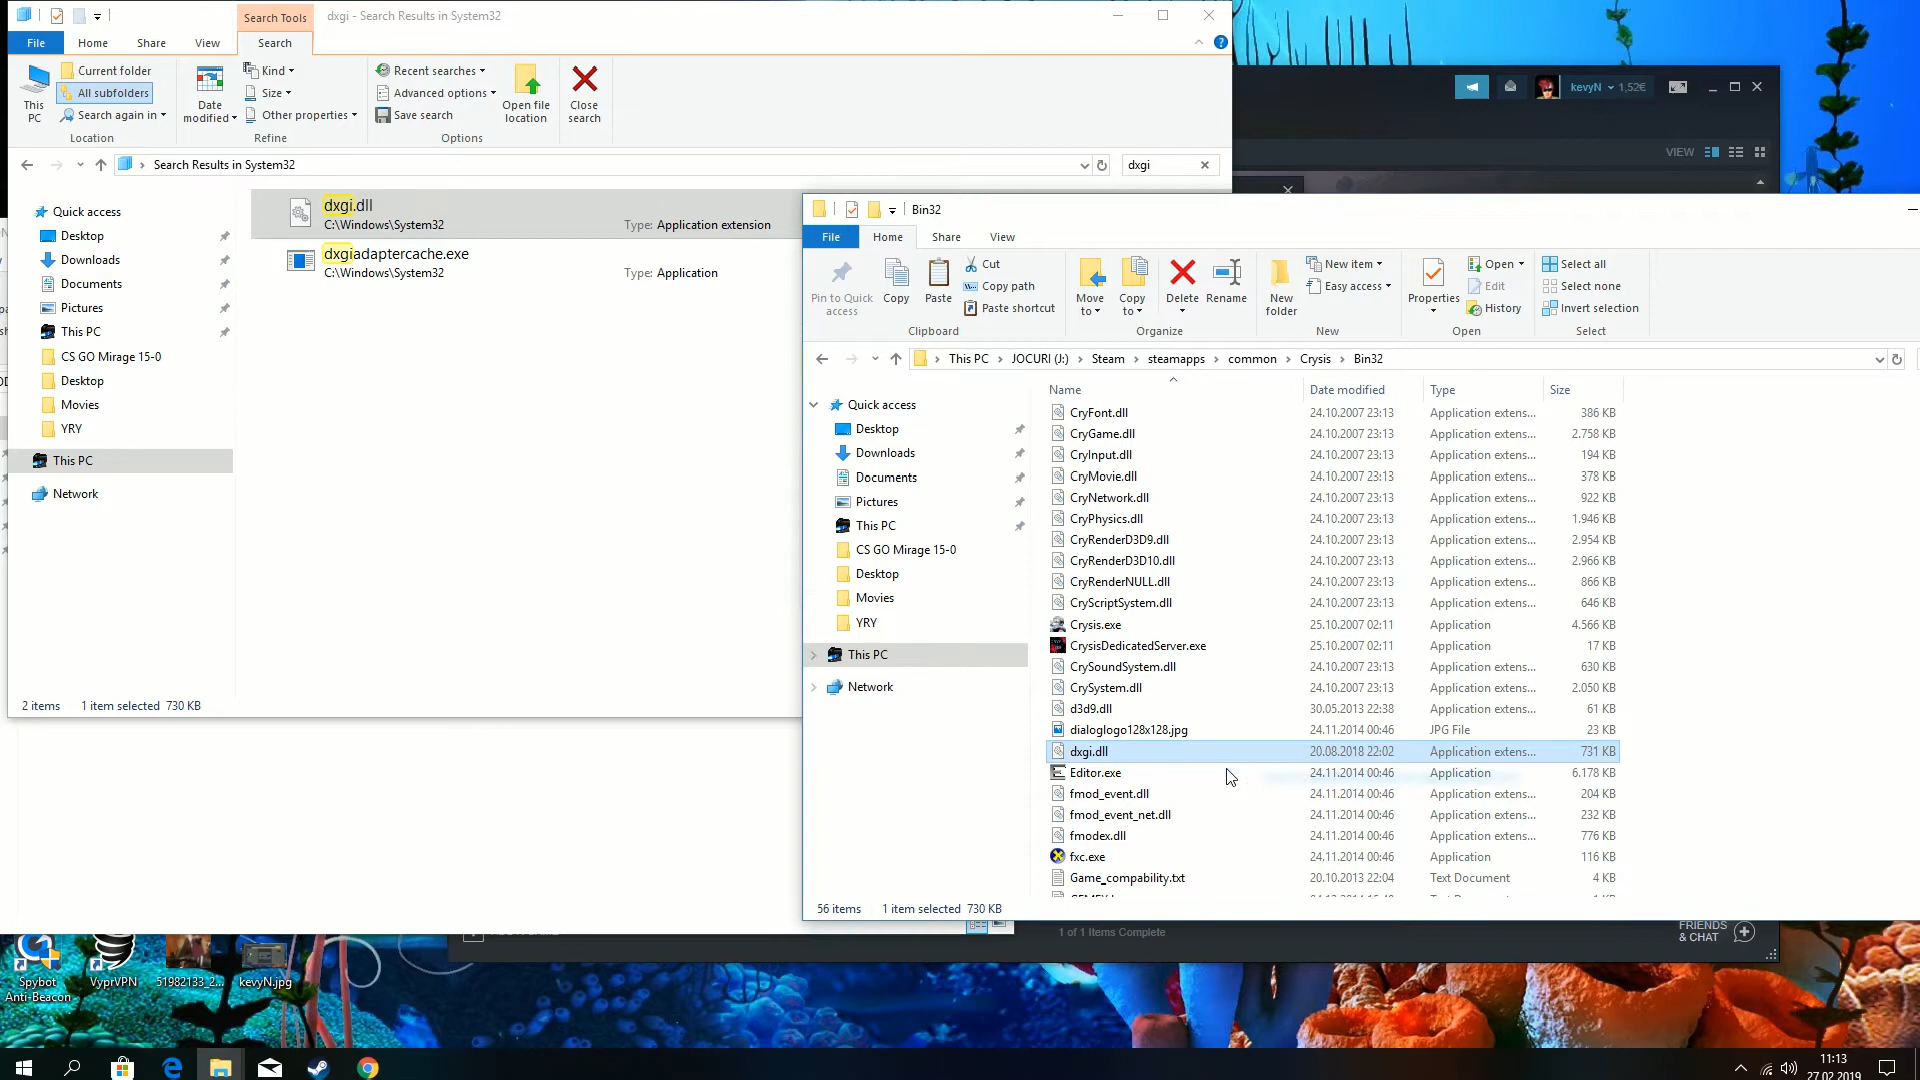 Search Tools
dxgi - Search Results in System32
File
Home
Share
View
Search
This PC
Current folder
All subfolders
Search again in
Location
Date modified
Kind
Size
Other properties
Refine
Recent searches
Advanced options
Save search
Open file location
Options
Close search
Search Results in System32
dxgi
Quick access
Desktop
Downloads
Documents
Pictures
This PC
CS GO Mirage 15-0
Desktop
Movies
YRY
This PC
Network
dxgi.dll
C:\Windows\System32
Type: Application extension
dxgiadaptercache.exe
C:\Windows\System32
Type: Application
2 items
1 item selected 730 KB
kevyN
1,52€
VIEW
Bin32
File
Home
Share
View
Pin to Quick access
Copy
Paste
Cut
Copy path
Paste shortcut
Clipboard
Move to
Copy to
Delete
Rename
Organize
New folder
New item
Easy access
New
Properties
Open
Edit
History
Open
Select all
Select none
Invert selection
Select
This PC
JOCURI (J:)
Steam
steamapps
common
Crysis
Bin32
Quick access
Desktop
Downloads
Documents
Pictures
This PC
CS GO Mirage 15-0
Desktop
Movies
YRY
This PC
Network
Name Date modified Type Size
CryFont.dll 24.10.2007 23:13 Application extens... 386 KB
CryGame.dll 24.10.2007 23:13 Application extens... 2.758 KB
CryInput.dll 24.10.2007 23:13 Application extens... 194 KB
CryMovie.dll 24.10.2007 23:13 Application extens... 378 KB
CryNetwork.dll 24.10.2007 23:13 Application extens... 922 KB
CryPhysics.dll 24.10.2007 23:13 Application extens... 1.946 KB
CryRenderD3D9.dll 24.10.2007 23:13 Application extens... 2.954 KB
CryRenderD3D10.dll 24.10.2007 23:13 Application extens... 2.966 KB
CryRenderNULL.dll 24.10.2007 23:13 Application extens... 866 KB
CryScriptSystem.dll 24.10.2007 23:13 Application extens... 646 KB
Crysis.exe 25.10.2007 02:11 Application 4.566 KB
CrysisDedicatedServer.exe 25.10.2007 02:11 Application 17 KB
CrySoundSystem.dll 24.10.2007 23:13 Application extens... 630 KB
CrySystem.dll 24.10.2007 23:13 Application extens... 2.050 KB
d3d9.dll 30.05.2013 22:38 Application extens... 61 KB
dialoglogo128x128.jpg 24.11.2014 00:46 JPG File 23 KB
dxgi.dll 20.08.2018 22:02 Application extens... 731 KB
Editor.exe 24.11.2014 00:46 Application 6.178 KB
fmod_event.dll 24.11.2014 00:46 Application extens... 204 KB
fmod_event_net.dll 24.11.2014 00:46 Application extens... 232 KB
fmodex.dll 24.11.2014 00:46 Application extens... 776 KB
fxc.exe 24.11.2014 00:46 Application 116 KB
Game_compability.txt 20.10.2013 22:04 Text Document 4 KB
56 items
1 item selected 730 KB
1 of 1 Items Complete
FRIENDS & CHAT
Spybot Anti-Beacon
VyprVPN
51982133_2...
kevyN.jpg
11:13
27.02.2019